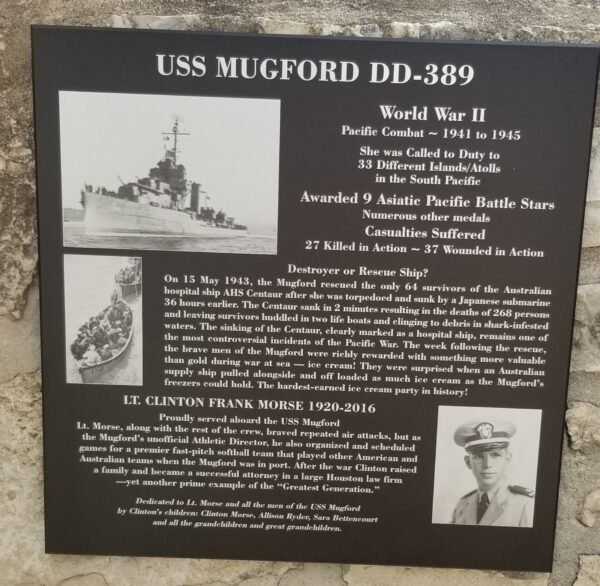 USS MUGFORD DD-389
World War II
Pacific Combat ~ 1941 to 1945
She was Called to Duty to
33 Different Islands/Atolls
in the South Pacific
Awarded 9 Asiatic Pacific Battle Stars
Numerous other medals
Casualties Suffered
27 Killed in Action ~ 37 Wounded in Action
Destroyer or Rescue Ship?
On 15 May 1943, the Mugford rescued the only 64 survivors of the Australian
hospital ship AHS Centaur after she was torpedoed and sunk by a Japanese submarine
36 hours earlier. The Centaur sank in 2 minutes resulting in the deaths of 268 persons
and leaving survivors huddled in two life boats and clinging to debris in shark-infested
waters. The sinking of the Centaur, clearly marked as a hospital ship, remains one of
the most controversial incidents of the Pacific War. The week following the rescue,
the brave men of the Mugford were richly rewarded with something more valuable
than gold during war at sea — ice cream! They were surprised when an Australian
supply ship pulled alongside and off loaded as much ice cream as the Mugford's
freezers could hold. The hardest-earned ice cream party in history!
LT. CLINTON FRANK MORSE 1920-2016
Proudly served aboard the USS Mugford
Lt. Morse, along with the rest of the crew, braved repeated air attacks, but as
the Mugford's unofficial Athletic Director, he also organized and scheduled
games for a premier fast-pitch softball team that played other American and
Australian teams when the Mugford was in port. After the war Clinton raised
a family and became a successful attorney in a large Houston law firm
—yet another prime example of the "Greatest Generation."
Dedicated to Lt. Morse and all the men of the USS Mugford
by Clinton's children: Clinton Morse, Allison Ryder, Sara Bettencourt
and all the grandchildren and great grandchildren.